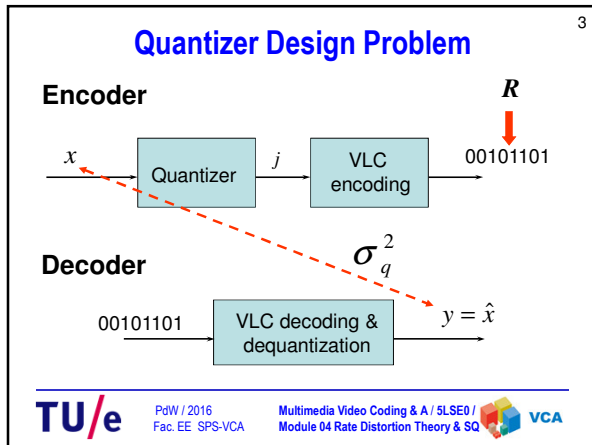 3
Quantizer Design Problem
Encoder
R
x
Quantizer
j
VLC
encoding
00101101
σ_q^2
Decoder
00101101
VLC decoding &
dequantization
y = x̂
TU/e
PdW / 2016
Fac. EE SPS-VCA
Multimedia Video Coding & A / 5LSE0 /
Module 04 Rate Distortion Theory & SQ
VCA